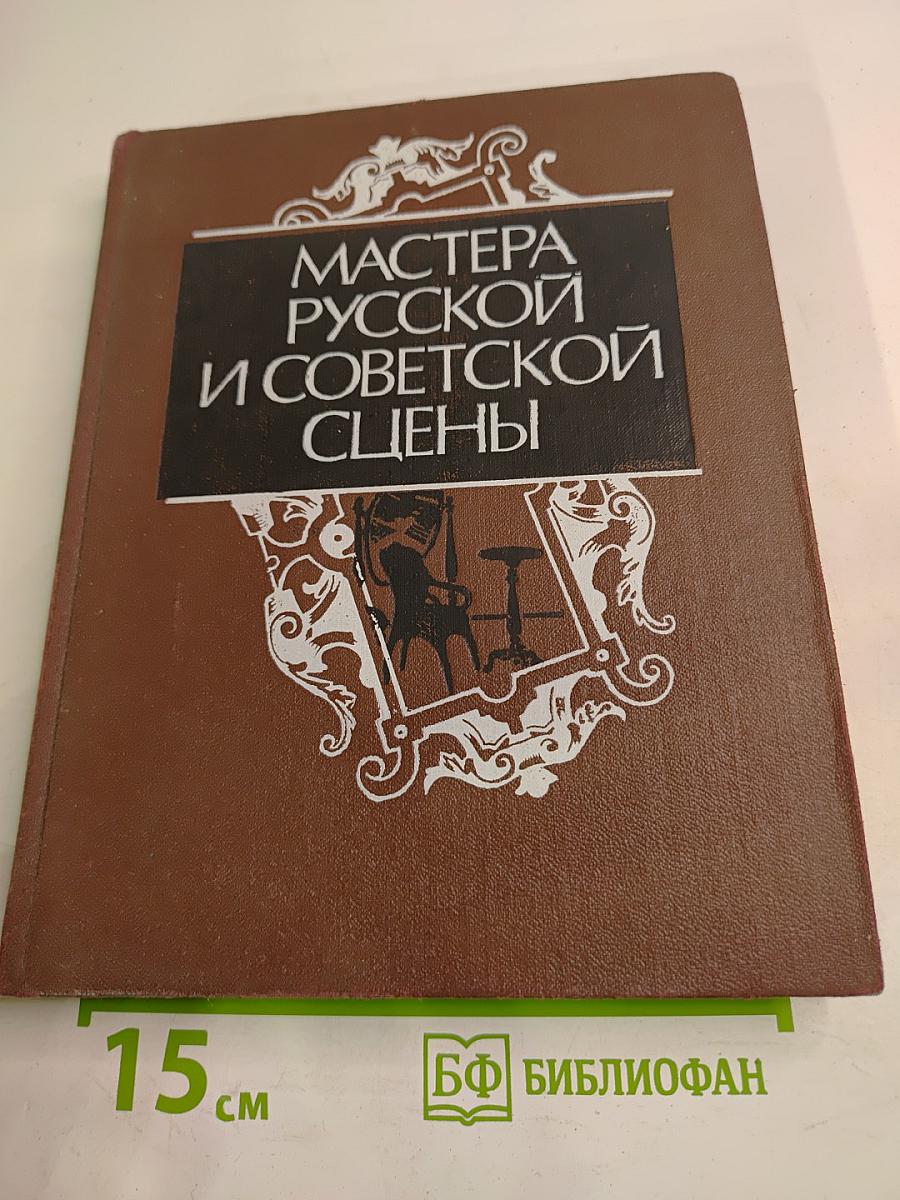 МАСТЕРА
РУССКОЙ
И СОВЕТСКОЙ
СЦЕНЫ
15 см
БФ БИБЛИОФАН